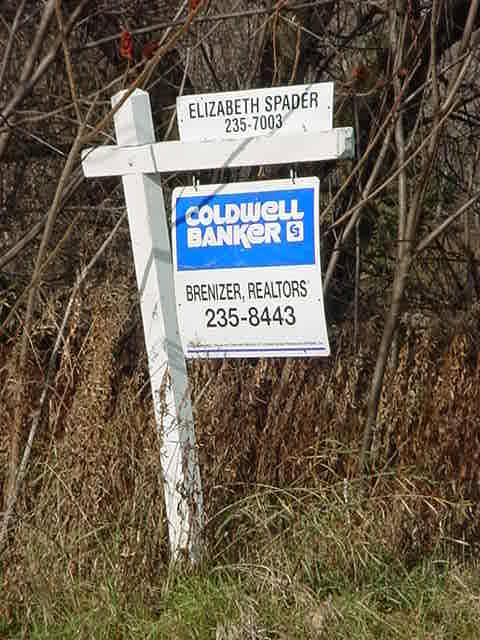 ELIZABETH SPADER
235-7003
COLDWELL
BANKER
BRENIZER, REALTORS
235-8443